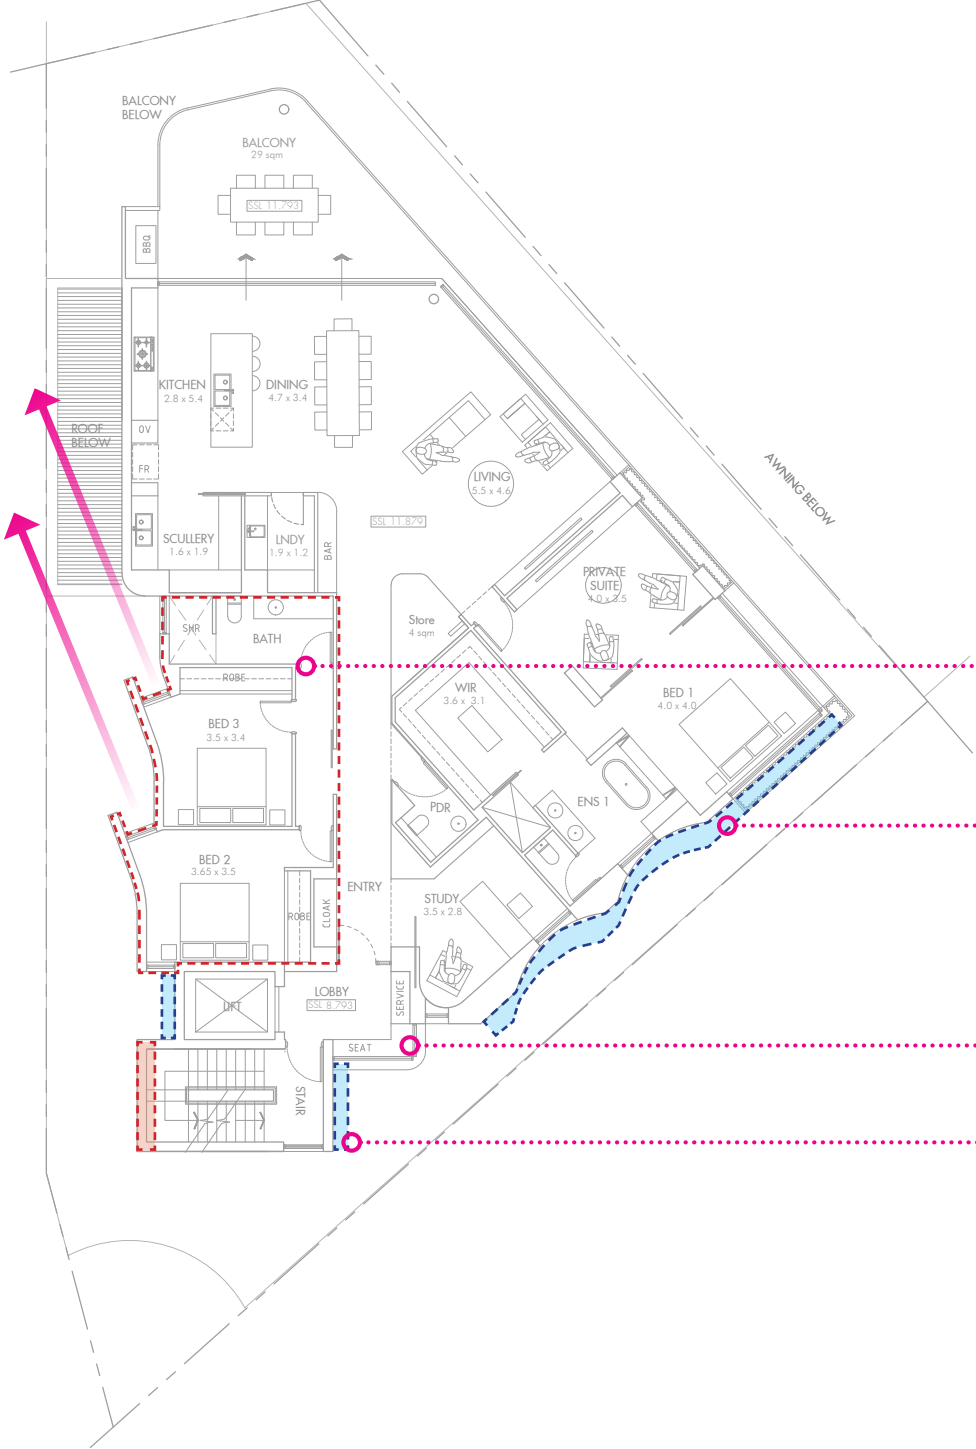 BALCONY
BELOW
BALCONY
29 sqm
SSL 11.793
BBQ
KITCHEN
2.8 x 5.4
DINING
4.7 x 3.4
ROOF
BELOW
OV
FR
LIVING
5.5 x 4.6
AWNING BELOW
SSL 11.879
SCULLERY
1.6 x 1.9
LNDY
1.9 x 1.2
BAR
PRIVATE
SUITE
4.0 x 3.5
Store
4 sqm
SHR
BATH
ROBE
WIR
3.6 x 3.1
BED 1
4.0 x 4.0
BED 3
3.5 x 3.4
ENS 1
PDR
BED 2
3.65 x 3.5
ENTRY
STUDY
3.5 x 2.8
ROBE
CLOAK
LOBBY
SSL 8.793
LIFT
SERVICE
SEAT
STAIR